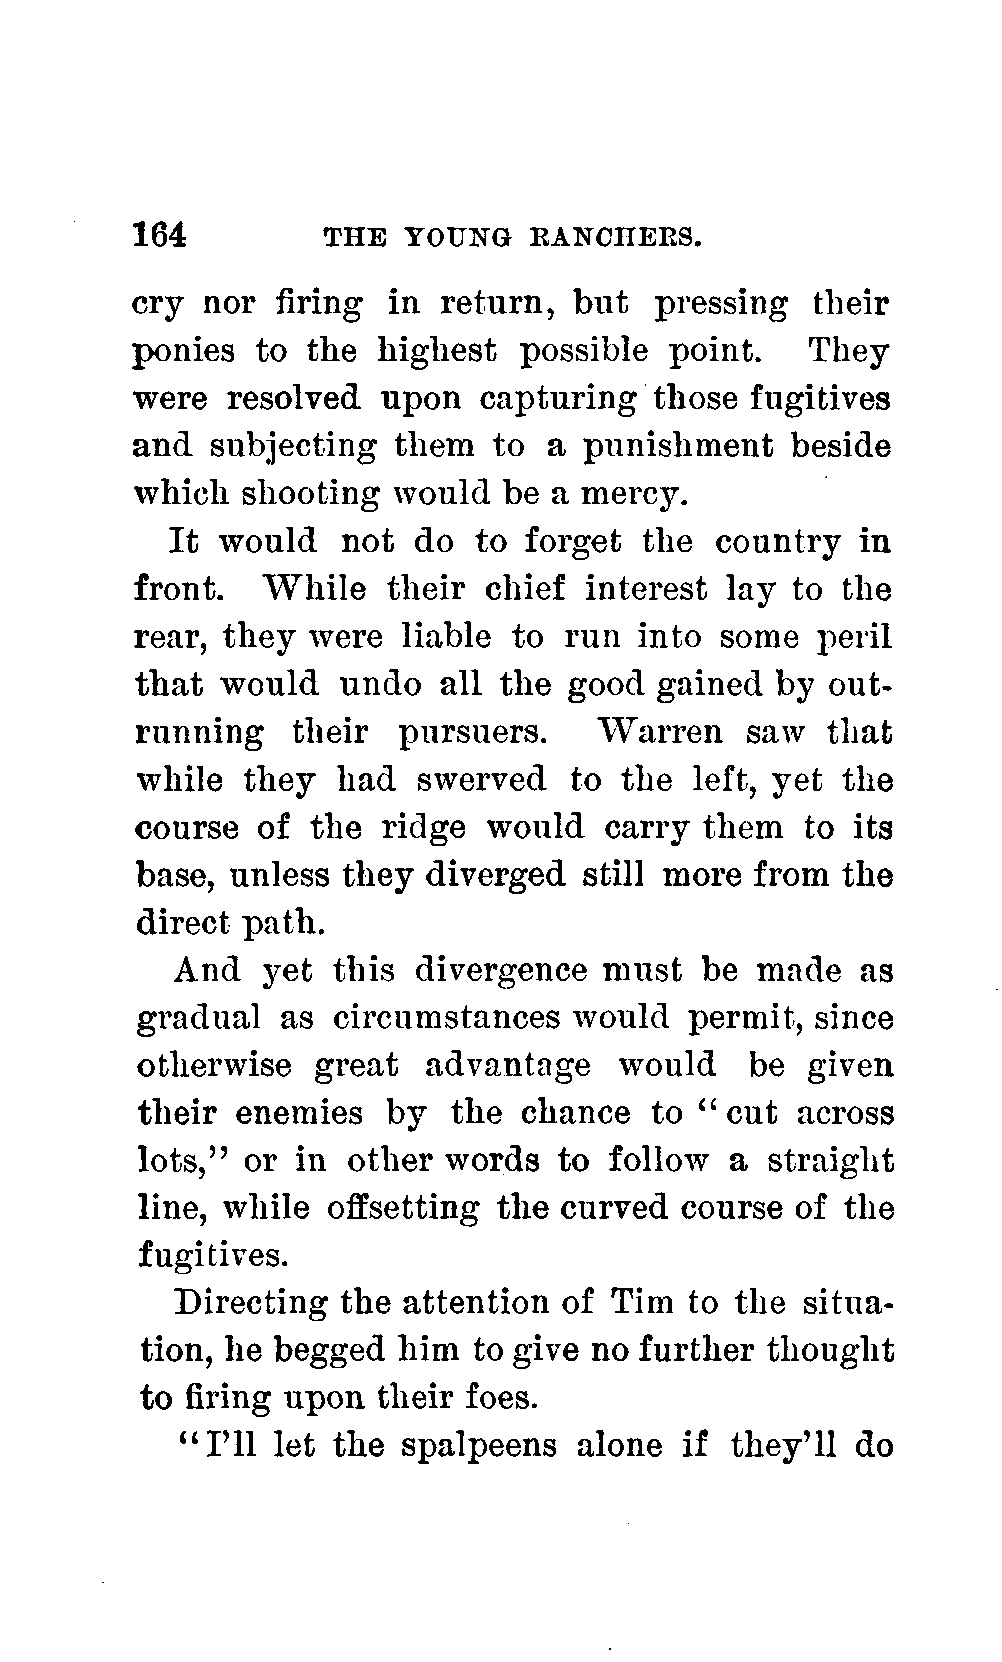 164 THE YOUNG RANCHERS.
cry nor firing in return, but pressing their
ponies to the highest possible point. They
were resolved upon capturing those fugitives
and subjecting them to a punishment beside
which shooting would be a mercy.
It would not do to forget the country in
front. While their chief interest lay to the
rear, they were liable to run into some peril
that would undo all the good gained by out-
running their pursuers. Warren saw that
while they had swerved to the left, yet the
course of the ridge would carry them to its
base, unless they diverged still more from the
direct path.
And yet this divergence must be made as
gradual as circumstances would permit, since
otherwise great advantage would be given
their enemies by the chance to “cut across
lots,” or in other words to follow a straight
line, while offsetting the curved course of the
fugitives.
Directing the attention of Tim to the situa-
tion, he begged him to give no further thought
to firing upon their foes.
“I’ll let the spalpeens alone if they’ll do